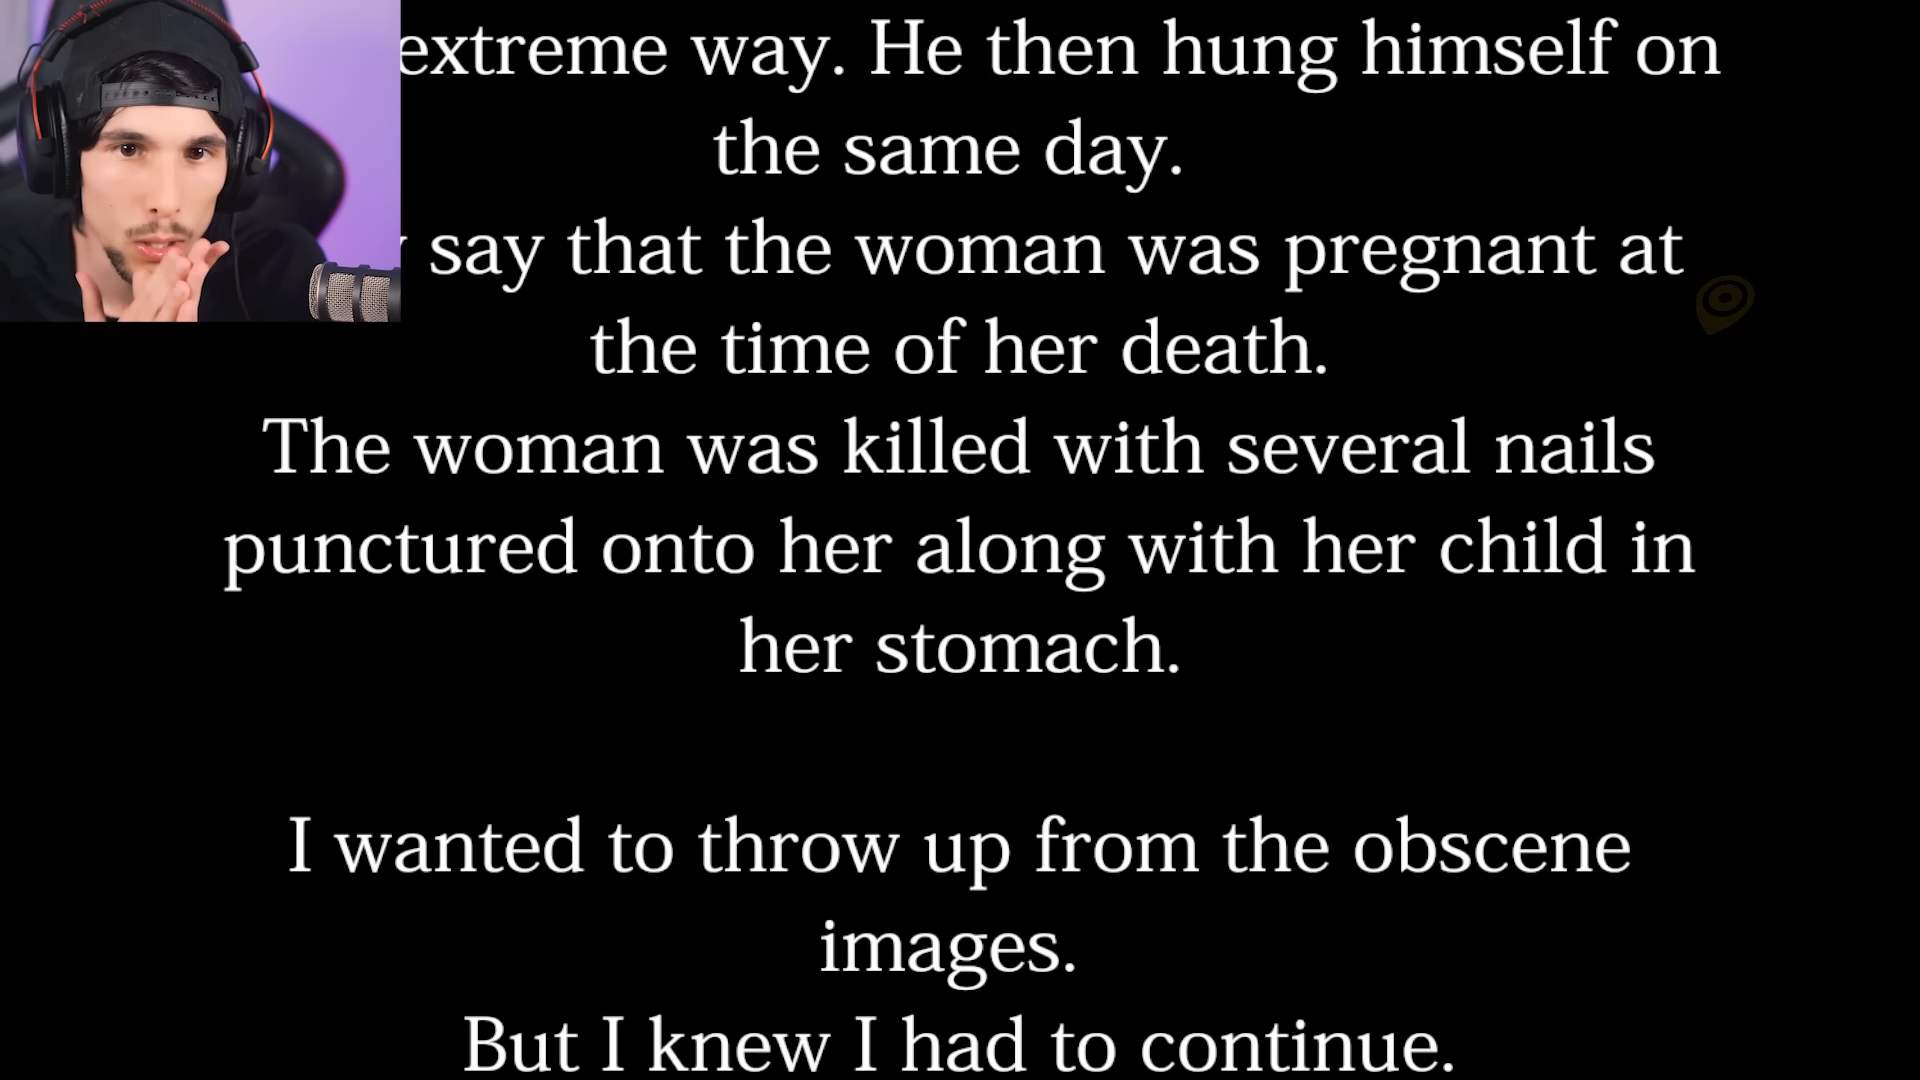 extreme way. He then hung himself on
the same day.
say that the woman was pregnant at
the time of her death.
The woman was killed with several nails
punctured onto her along with her child in
her stomach.
I wanted to throw up from the obscene
images.
But I knew I had to continue.